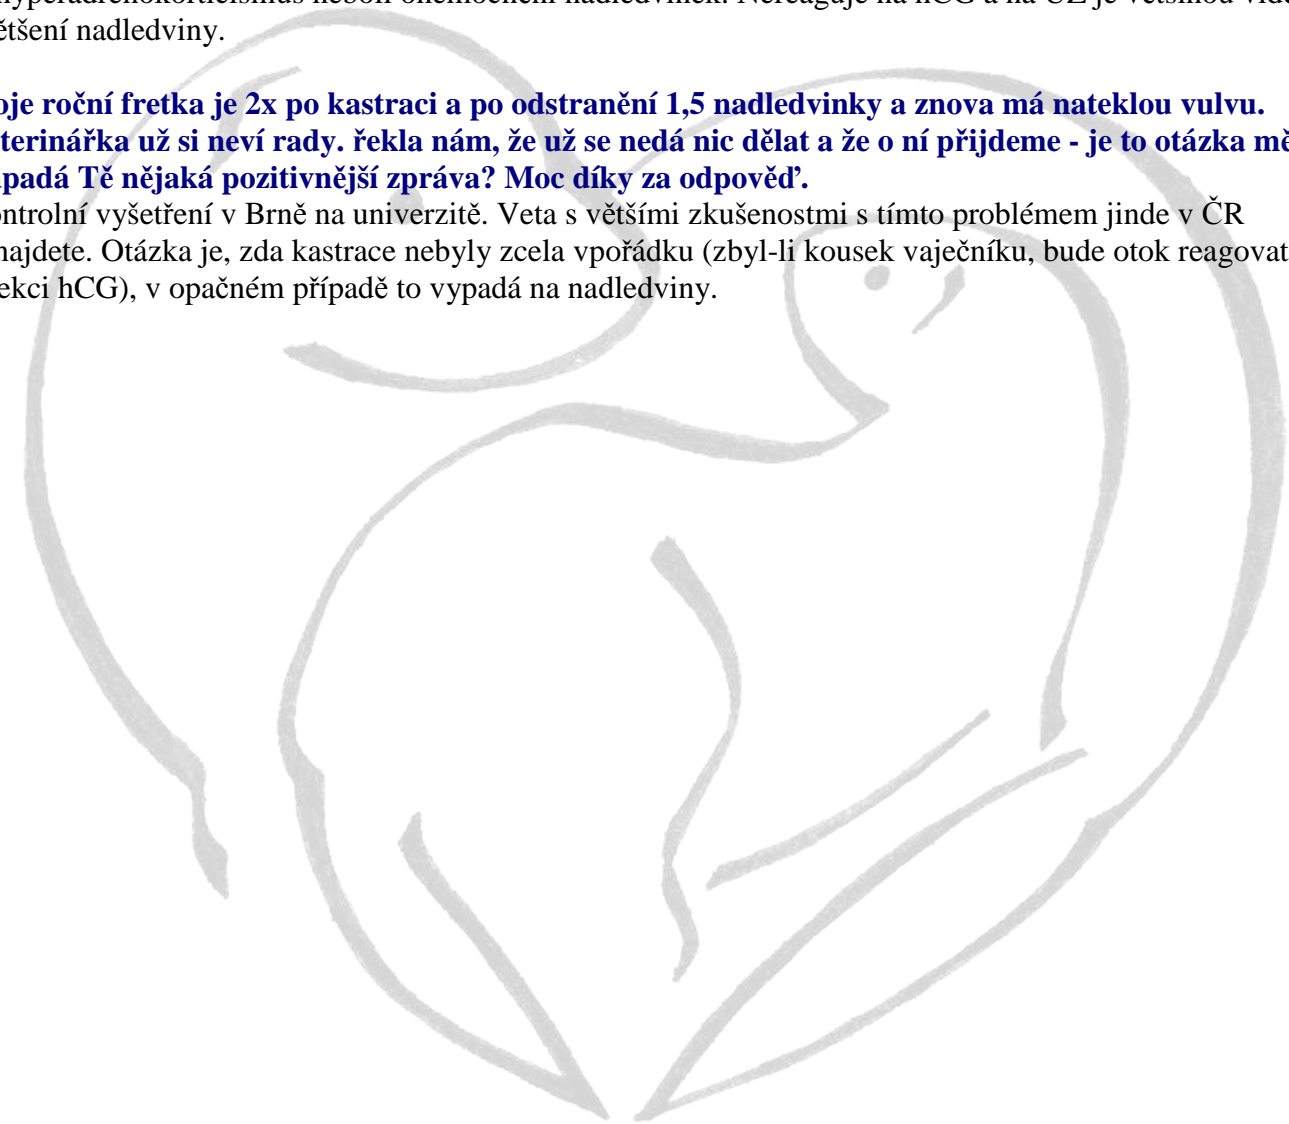 hyperadrenokorticismus neboli onemocnění nadledvinek. Nereaguje na hCG a na UZ je většinou vidě
ětšení nadledviny.
oje roční fretka je 2x po kastraci a po odstranění 1,5 nadledvinky a znova má nateklou vulvu.
terinářka už si neví rady. řekla nám, že už se nedá nic dělat a že o ní přijdeme - je to otázka mě
padá Tě nějaká pozitivnější zpráva? Moc díky za odpověď.
ontrolní vyšetření v Brně na univerzitě. Veta s většími zkušenostmi s tímto problémem jinde v ČR
najdete. Otázka je, zda kastrace nebyly zcela vpořádku (zbyl-li kousek vaječníku, bude otok reagovat
ekci hCG), v opačném případě to vypadá na nadledviny.